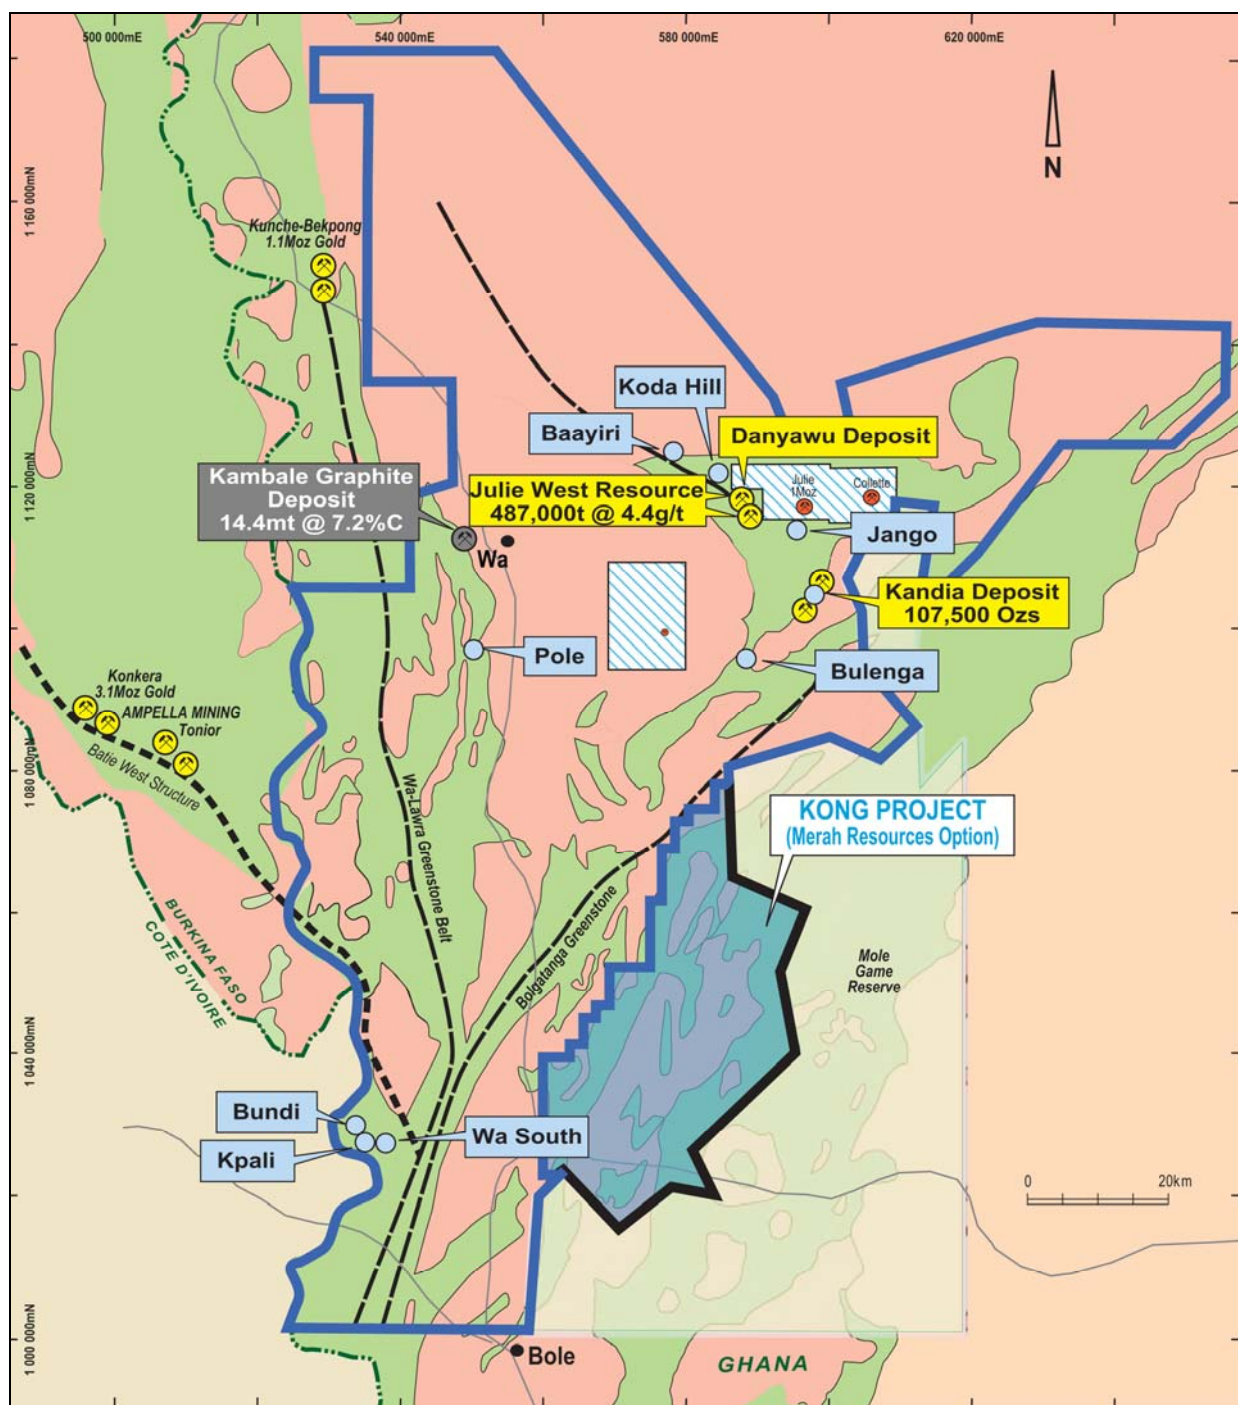 500 000mE
540 000mE
580 000mE
620 000mE
N
1 160 000mN
Kunche-Bekpong
1.1Moz Gold
Koda Hill
Baayiri
Danyawu Deposit
1 120 000mN
Kambale Graphite
Deposit
14.4mt @ 7.2%C
Julie West Resource
487,000t @ 4.4g/t
Julie
1Moz
Collette
Wa
Jango
Kandia Deposit
107,500 Ozs
Pole
Bulenga
Konkera
3.1Moz Gold
AMPELLA MINING
Tonior
Batie West Structure
1 080 000mN
Wa-Lawra Greenstone Belt
KONG PROJECT
(Merah Resources Option)
BURKINA FASO
COTE D'IVOIRE
Bolgatanga Greenstone
Mole
Game
Reserve
1 040 000mN
Bundi
Wa South
Kpali
0
20km
1 000 000mN
Bole
GHANA